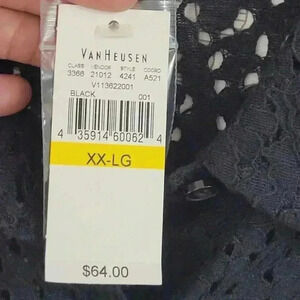 VAN HEUSEN
CLASS VENDOR STYLE COORD
3368 21012 4241 A521
V113622001
BLACK 001
4 35914 60062 4
XX-LG
$64.00